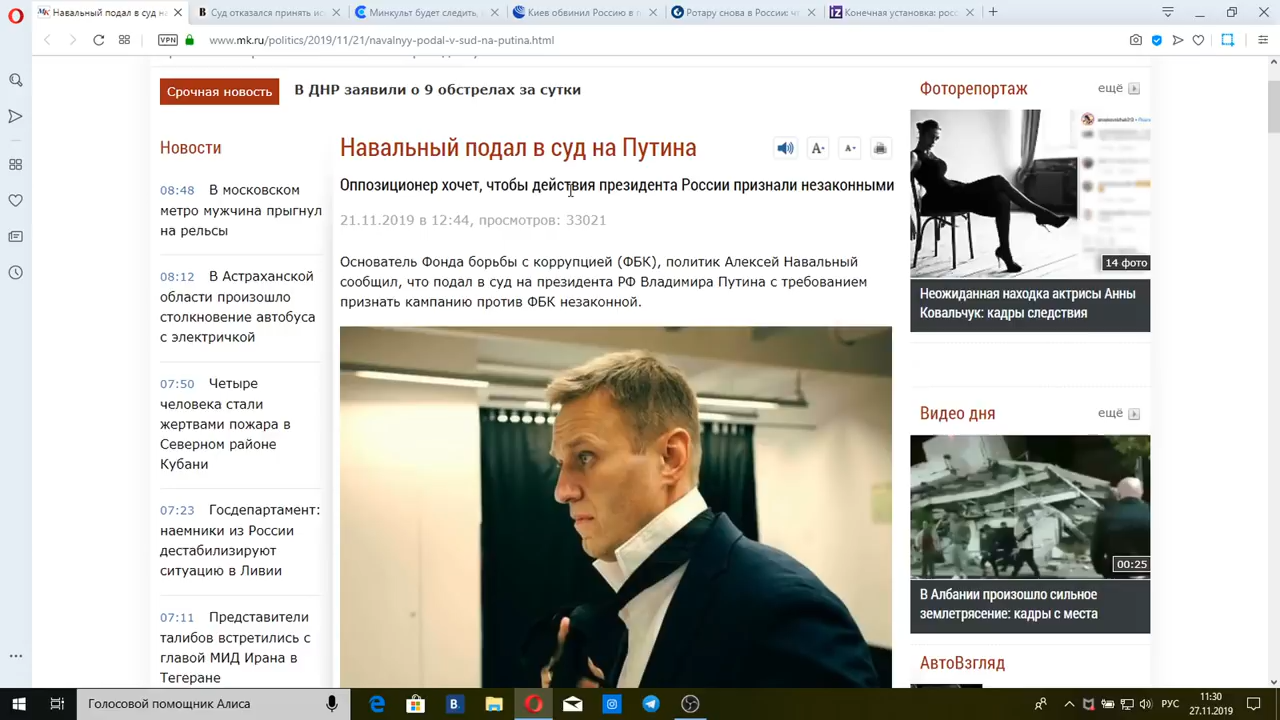 Навальный подал в суд на
Суд отказался принять ис
Минкульт будет следить,
Киев обвинил Россию в п
Ротару снова в России: ч
Конечная установка: рос
VPN
www.mk.ru/politics/2019/11/21/navalnyy-podal-v-sud-na-putina.html
Срочная новость
В ДНР заявили о 9 обстрелах за сутки
Новости
08:48 В московском
метро мужчина прыгнул
на рельсы
08:12 В Астраханской
области произошло
столкновение автобуса
с электричкой
07:50 Четыре
человека стали
жертвами пожара в
Северном районе
Кубани
07:23 Госдепартамент:
наемники из России
дестабилизируют
ситуацию в Ливии
07:11 Представители
талибов встретились с
главой МИД Ирана в
Тегеране
Навальный подал в суд на Путина
Оппозиционер хочет, чтобы действия президента России признали незаконными
21.11.2019 в 12:44, просмотров: 33021
Основатель Фонда борьбы с коррупцией (ФБК), политик Алексей Навальный
сообщил, что подал в суд на президента РФ Владимира Путина с требованием
признать кампанию против ФБК незаконной.
Фоторепортаж
ещё
14 фото
Неожиданная находка актрисы Анны
Ковальчук: кадры следствия
Видео дня
ещё
00:25
В Албании произошло сильное
землетрясение: кадры с места
АвтоВзгляд
Голосовой помощник Алиса
РУС
11:30
27.11.2019